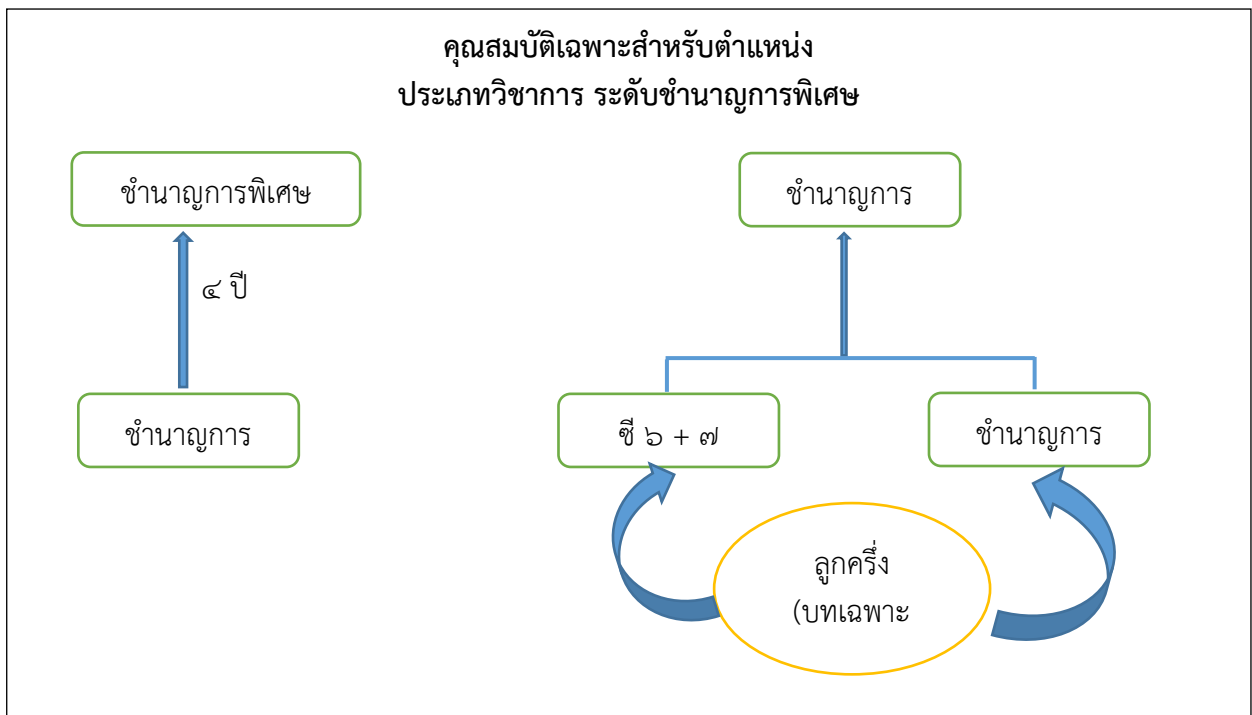 คุณสมบัติเฉพาะสำหรับตำแหน่ง
ประเภทวิชาการ ระดับชำนาญการพิเศษ
ชำนาญการพิเศษ
๔ ปี
ชำนาญการ
ชำนาญการ
ซี ๖ + ๗
ชำนาญการ
ลูกครึ่ง
(บทเฉพาะ